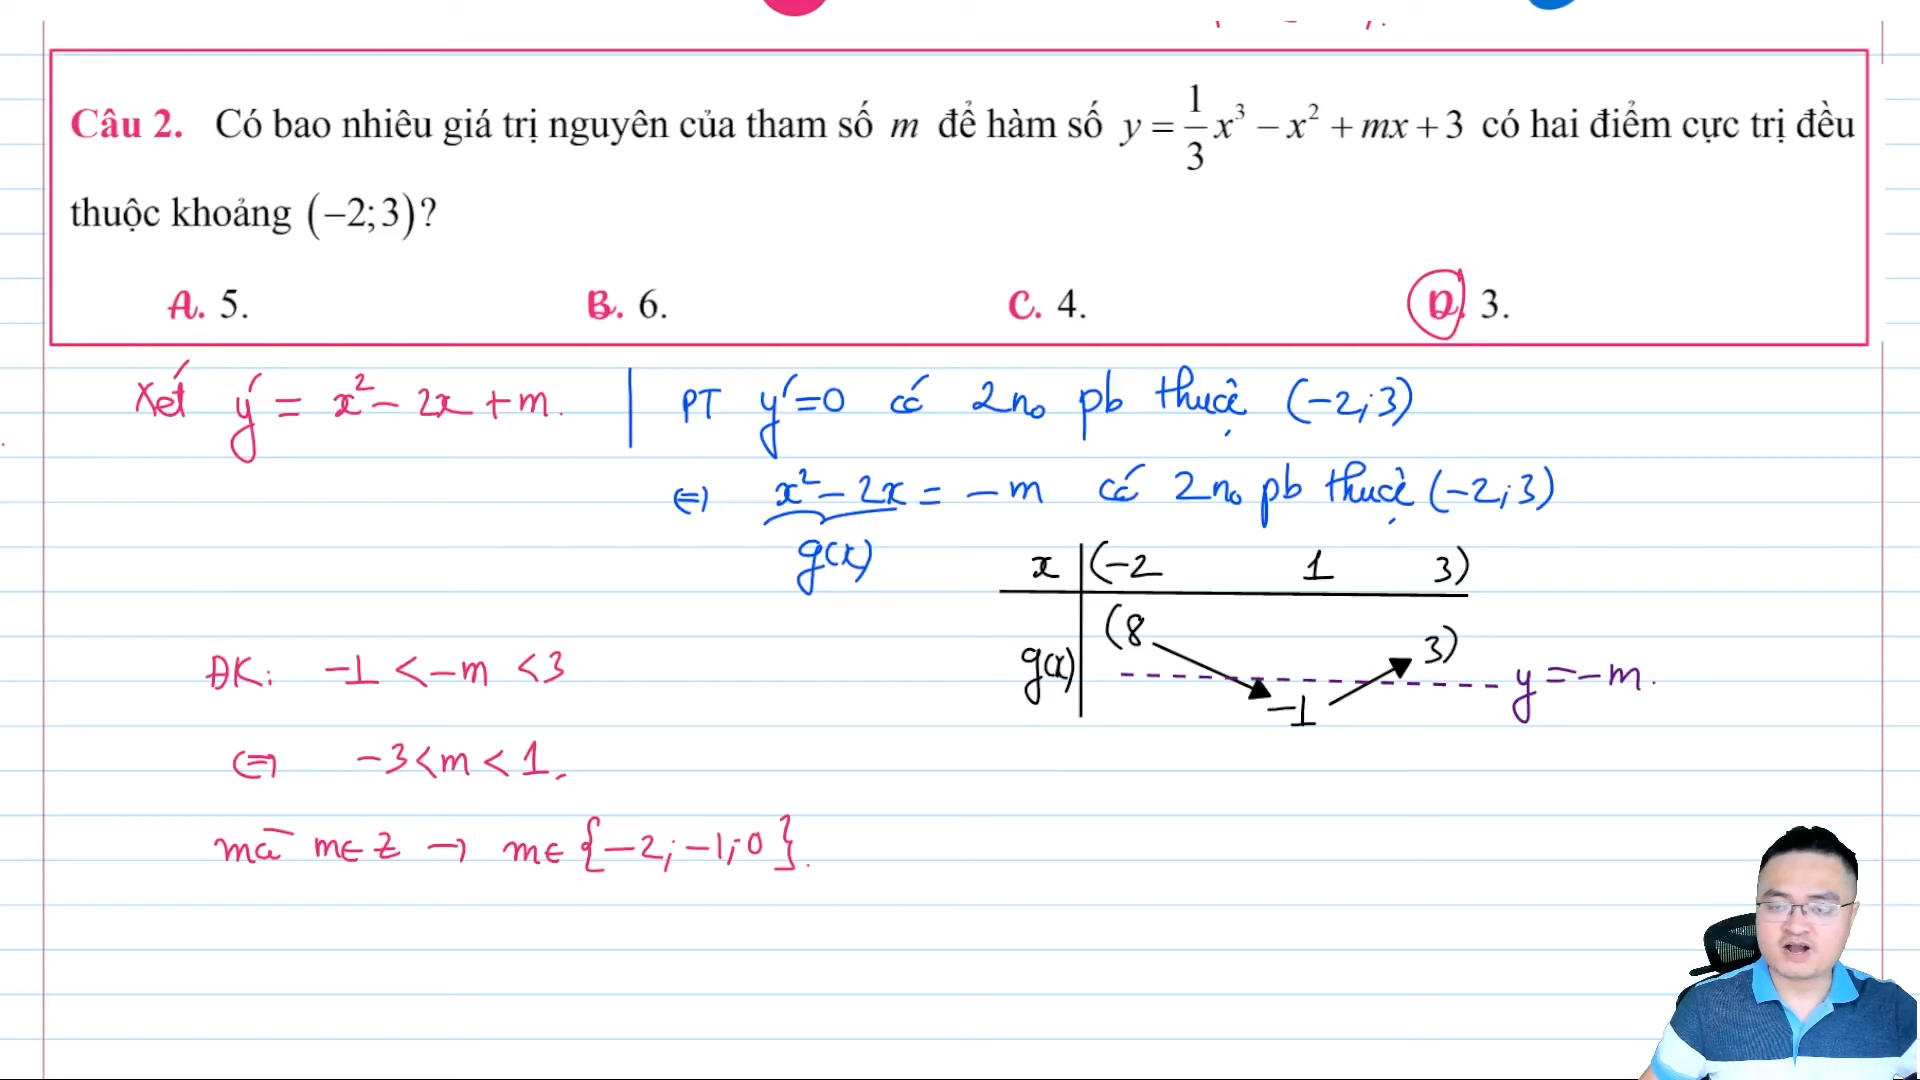 Câu 2. Có bao nhiêu giá trị nguyên của tham số m để hàm số y = 1/3 x³ − x² + mx + 3 có hai điểm cực trị đều
thuộc khoảng (−2;3)?
A. 5. B. 6. C. 4. D. 3.
Xét y' = x² − 2x + m.
PT y' = 0 có 2 no pb thuộc (−2;3)
⇔ x² − 2x = −m có 2 no pb thuộc (−2;3)
g(x)
x (−2 1 3)
g(x) (8 −1 3) y = −m.
ĐK: −1 < −m < 3
⇔ −3 < m < 1.
mà m ∈ Z → m ∈ {−2; −1; 0}.